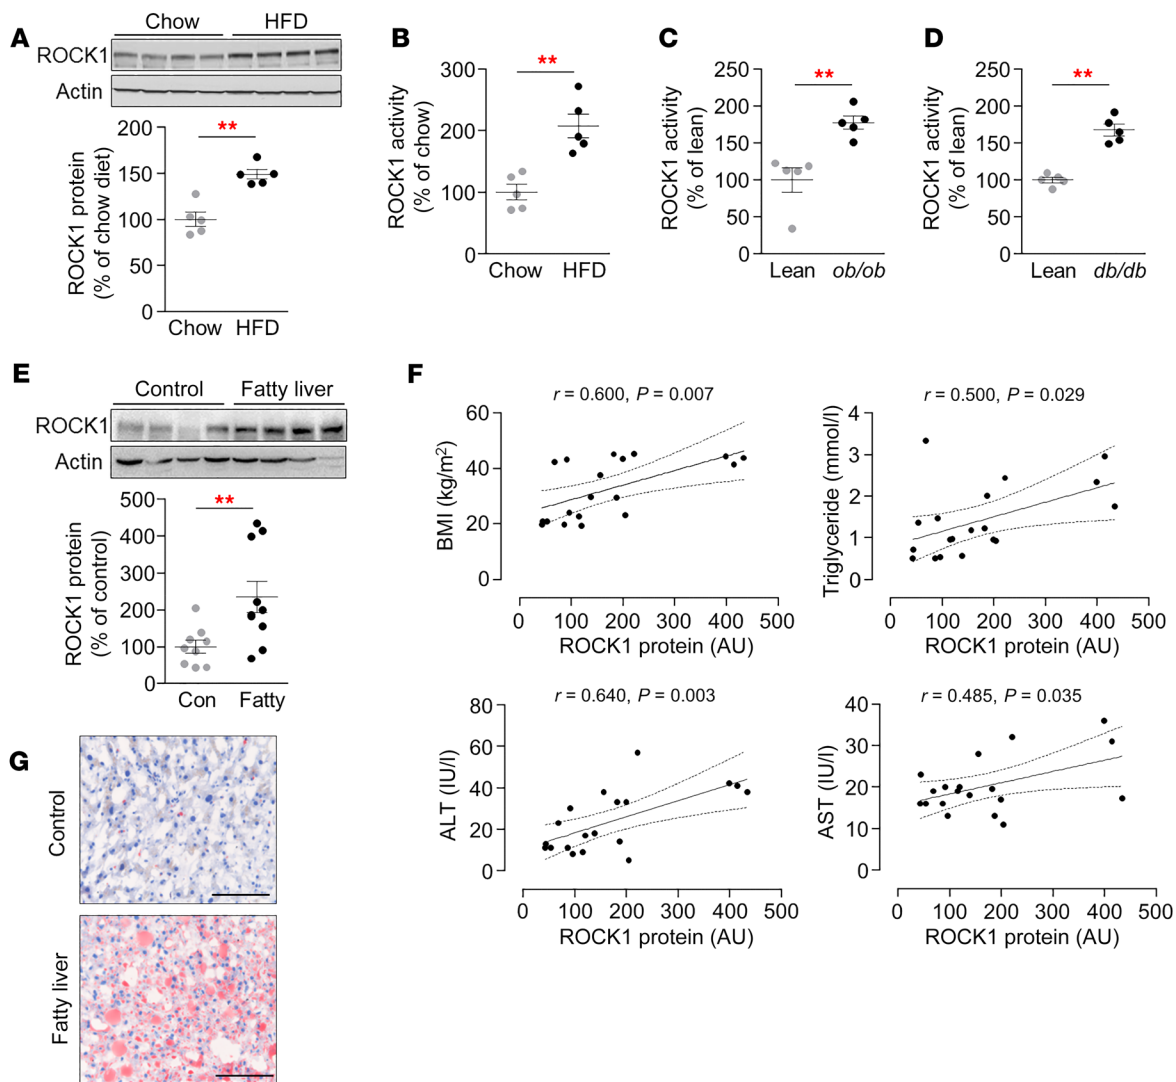 A
Chow HFD
ROCK1
Actin
ROCK1 protein
(% of chow diet)
200
150
100
50
0
**
Chow HFD
B
ROCK1 activity
(% of chow)
300
200
100
0
**
Chow HFD
C
ROCK1 activity
(% of lean)
250
200
150
100
50
0
**
Lean ob/ob
D
ROCK1 activity
(% of lean)
250
200
150
100
50
0
**
Lean db/db
E
Control Fatty liver
ROCK1
Actin
ROCK1 protein
(% of control)
500
400
300
200
100
0
**
Con Fatty
F
r = 0.600, P = 0.007
BMI (kg/m²)
60
40
20
0
0 100 200 300 400 500
ROCK1 protein (AU)
r = 0.500, P = 0.029
Triglyceride (mmol/l)
4
3
2
1
0
0 100 200 300 400 500
ROCK1 protein (AU)
r = 0.640, P = 0.003
ALT (IU/l)
80
60
40
20
0
0 100 200 300 400 500
ROCK1 protein (AU)
r = 0.485, P = 0.035
AST (IU/l)
40
30
20
10
0
0 100 200 300 400 500
ROCK1 protein (AU)
G
Control
Fatty liver